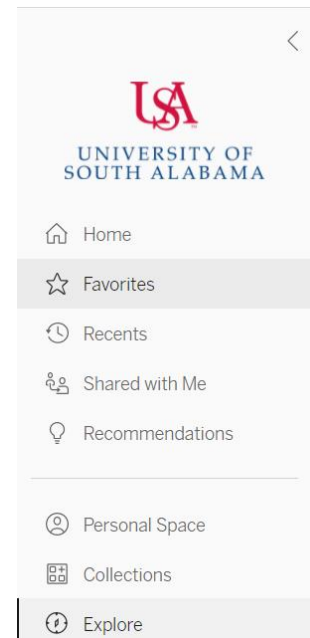 USA
UNIVERSITY OF
SOUTH ALABAMA
Home
Favorites
Recents
Shared with Me
Recommendations
Personal Space
Collections
Explore